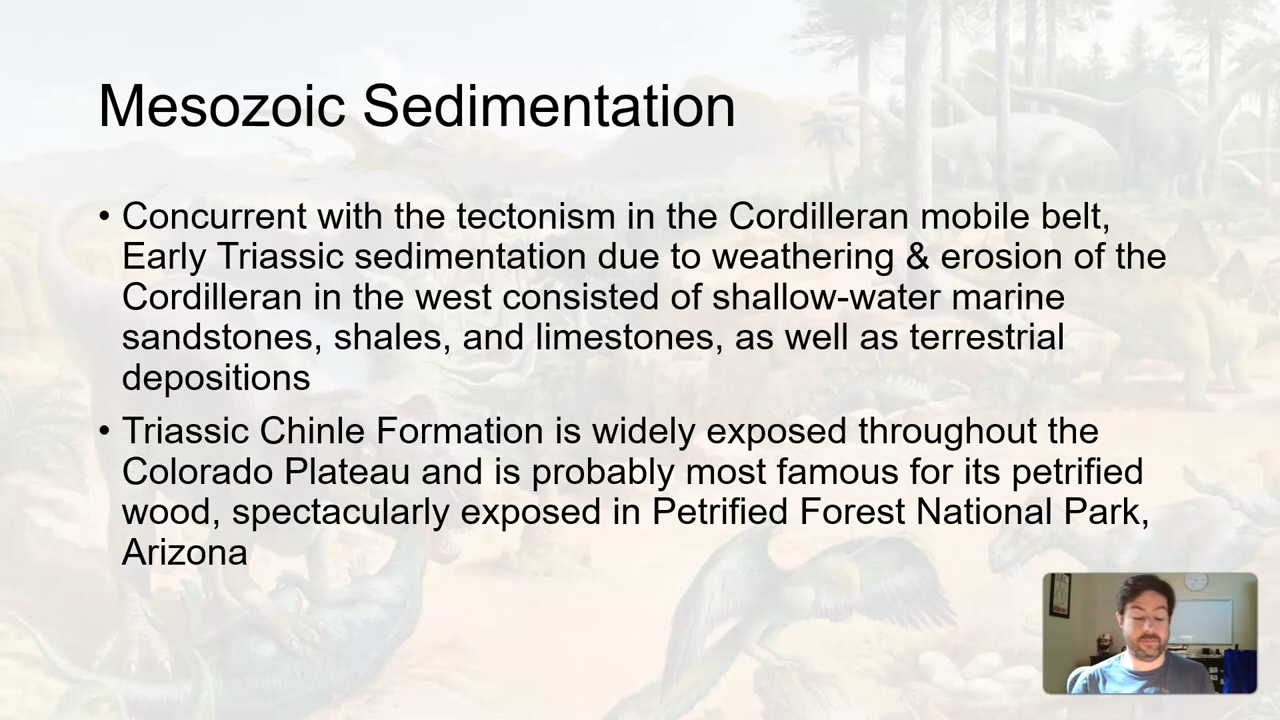 Mesozoic Sedimentation
• Concurrent with the tectonism in the Cordilleran mobile belt,
Early Triassic sedimentation due to weathering & erosion of the
Cordilleran in the west consisted of shallow-water marine
sandstones, shales, and limestones, as well as terrestrial
depositions
• Triassic Chinle Formation is widely exposed throughout the
Colorado Plateau and is probably most famous for its petrified
wood, spectacularly exposed in Petrified Forest National Park,
Arizona